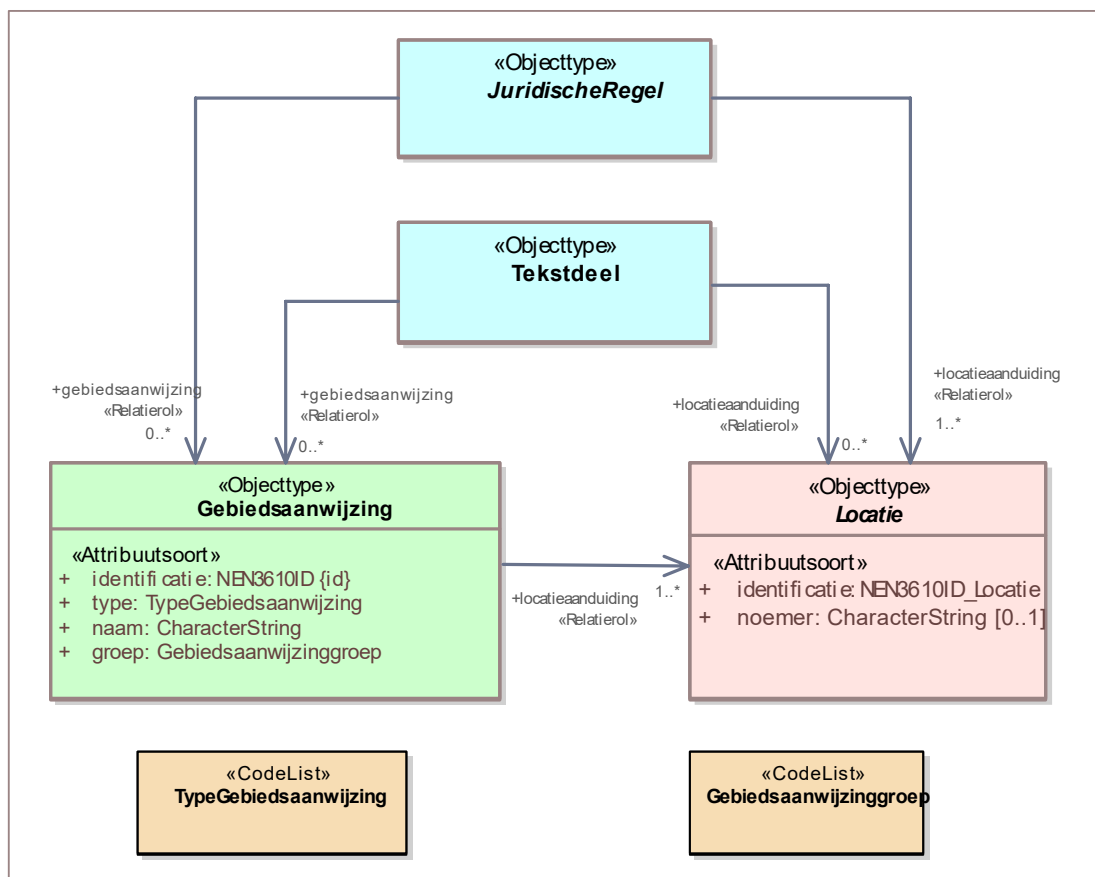 «Objecttype»
JuridischeRegel
«Objecttype»
Tekstdeel
+gebiedsaanwijzing
«Relatierol»
0..*
+gebiedsaanwijzing
«Relatierol»
0..*
+locatieaanduiding
«Relatierol»
0..*
+locatieaanduiding
«Relatierol»
1..*
«Objecttype»
Gebiedsaanwijzing
«Attribuutsoort»
+ identificatie: NEN3610ID {id}
+ type: TypeGebiedsaanwijzing
+ naam: CharacterString
+ groep: Gebiedsaanwijzinggroep
+locatieaanduiding
«Relatierol»
1..*
«Objecttype»
Locatie
«Attribuutsoort»
+ identificatie: NEN3610ID_Locatie
+ noemer: CharacterString [0..1]
«CodeList»
TypeGebiedsaanwijzing
«CodeList»
Gebiedsaanwijzinggroep